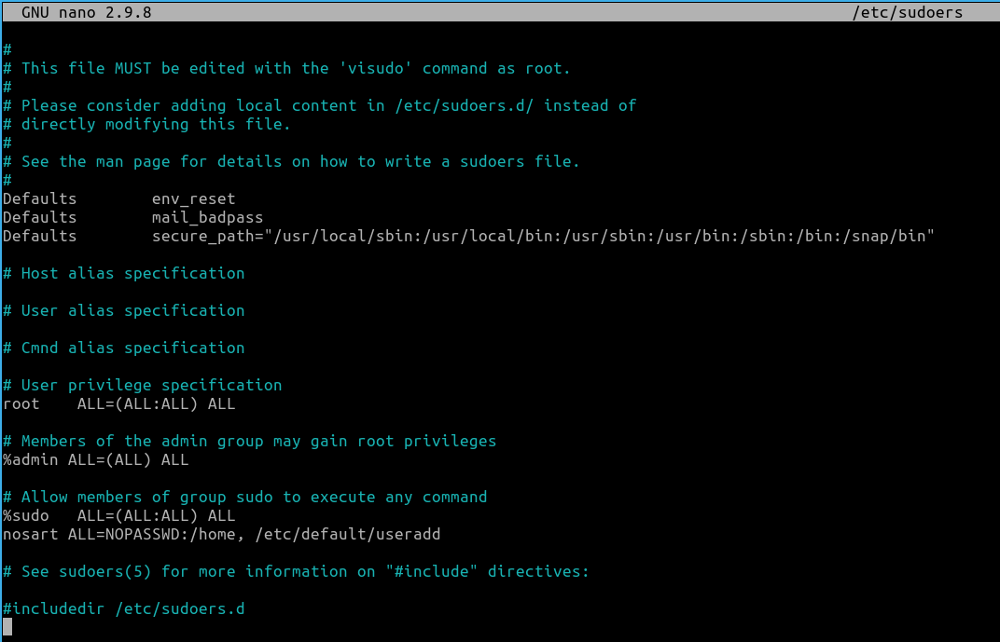 GNU nano 2.9.8 /etc/sudoers
#
# This file MUST be edited with the 'visudo' command as root.
#
# Please consider adding local content in /etc/sudoers.d/ instead of
# directly modifying this file.
#
# See the man page for details on how to write a sudoers file.
#
Defaults        env_reset
Defaults        mail_badpass
Defaults        secure_path="/usr/local/sbin:/usr/local/bin:/usr/sbin:/usr/bin:/sbin:/bin:/snap/bin"
# Host alias specification
# User alias specification
# Cmnd alias specification
# User privilege specification
root    ALL=(ALL:ALL) ALL
# Members of the admin group may gain root privileges
%admin ALL=(ALL) ALL
# Allow members of group sudo to execute any command
%sudo   ALL=(ALL:ALL) ALL
nosart ALL=NOPASSWD:/home, /etc/default/useradd
# See sudoers(5) for more information on "#include" directives:
#includedir /etc/sudoers.d